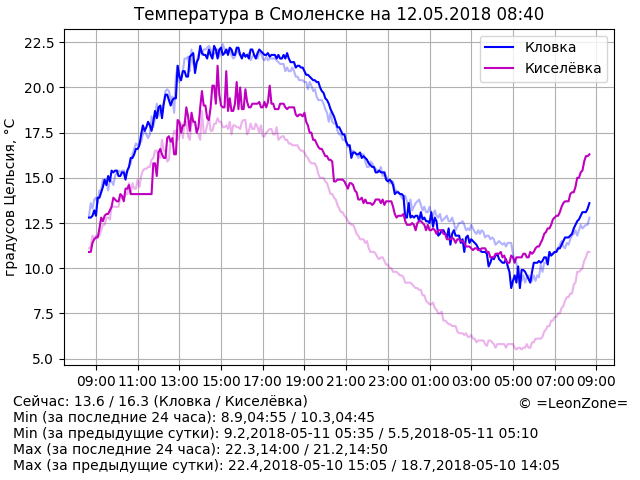 Температура в Смоленске на 12.05.2018 08:40
градусов Цельсия, °C
22.5
20.0
17.5
15.0
12.5
10.0
7.5
5.0
Кловка
Киселёвка
09:00 11:00 13:00 15:00 17:00 19:00 21:00 23:00 01:00 03:00 05:00 07:00 09:00
Сейчас: 13.6 / 16.3 (Кловка / Киселёвка)
© =LeonZone=
Min (за последние 24 часа): 8.9,04:55 / 10.3,04:45
Min (за предыдущие сутки): 9.2,2018-05-11 05:35 / 5.5,2018-05-11 05:10
Max (за последние 24 часа): 22.3,14:00 / 21.2,14:50
Max (за предыдущие сутки): 22.4,2018-05-10 15:05 / 18.7,2018-05-10 14:05